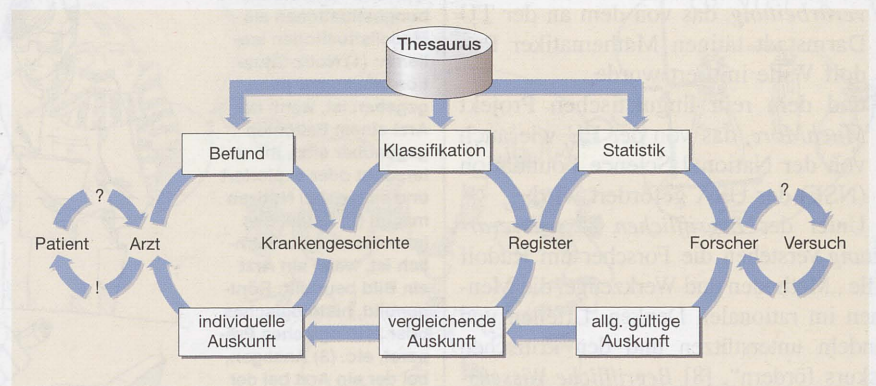 Thesaurus
Befund
Klassifikation
Statistik
?
?
Patient
Arzt
Krankengeschichte
Register
Forscher
Versuch
!
!
individuelle
Auskunft
vergleichende
Auskunft
allg. gültige
Auskunft